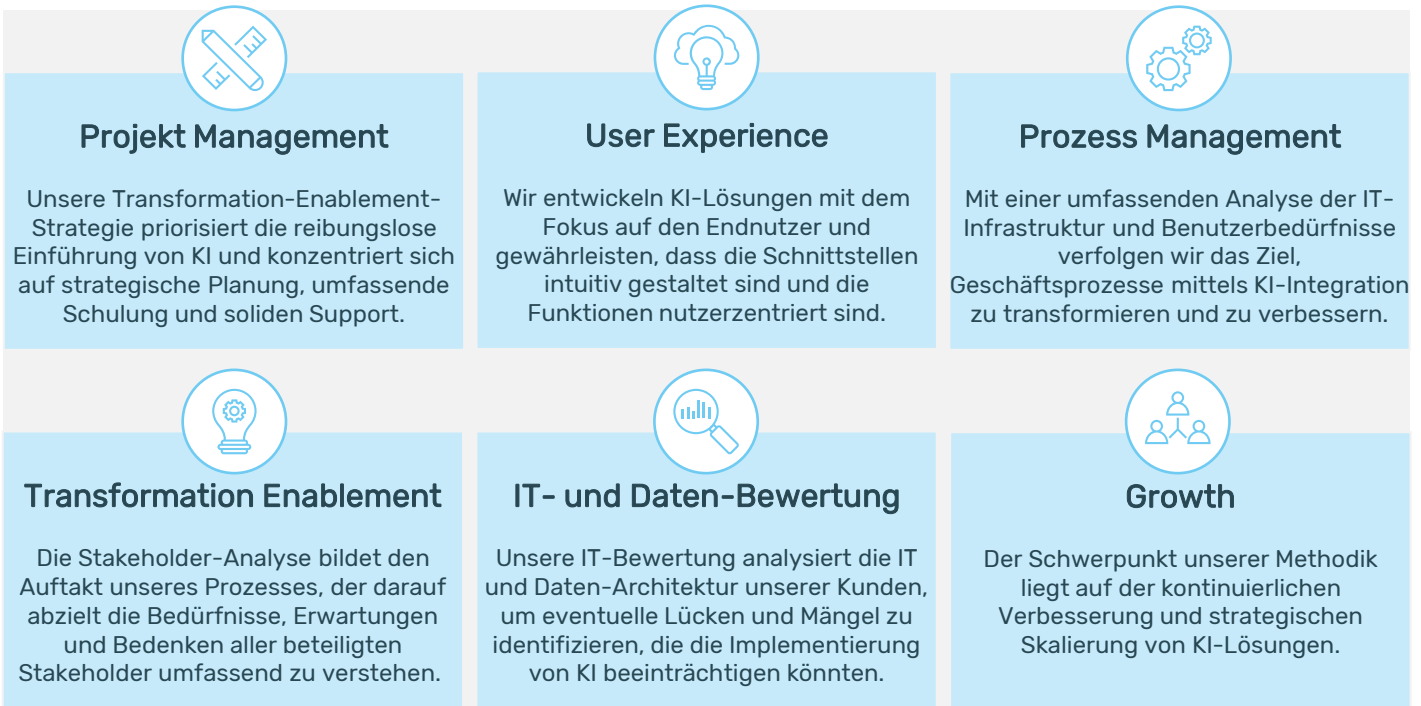 Projekt Management
Unsere Transformation-Enablement-
Strategie priorisiert die reibungslose
Einführung von KI und konzentriert sich
auf strategische Planung, umfassende
Schulung und soliden Support.
User Experience
Wir entwickeln KI-Lösungen mit dem
Fokus auf den Endnutzer und
gewährleisten, dass die Schnittstellen
intuitiv gestaltet sind und die
Funktionen nutzerzentriert sind.
Prozess Management
Mit einer umfassenden Analyse der IT-
Infrastruktur und Benutzerbedürfnisse
verfolgen wir das Ziel,
Geschäftsprozesse mittels KI-Integration
zu transformieren und zu verbessern.
Transformation Enablement
Die Stakeholder-Analyse bildet den
Auftakt unseres Prozesses, der darauf
abzielt die Bedürfnisse, Erwartungen
und Bedenken aller beteiligten
Stakeholder umfassend zu verstehen.
IT- und Daten-Bewertung
Unsere IT-Bewertung analysiert die IT
und Daten-Architektur unserer Kunden,
um eventuelle Lücken und Mängel zu
identifizieren, die die Implementierung
von KI beeinträchtigen könnten.
Growth
Der Schwerpunkt unserer Methodik
liegt auf der kontinuierlichen
Verbesserung und strategischen
Skalierung von KI-Lösungen.